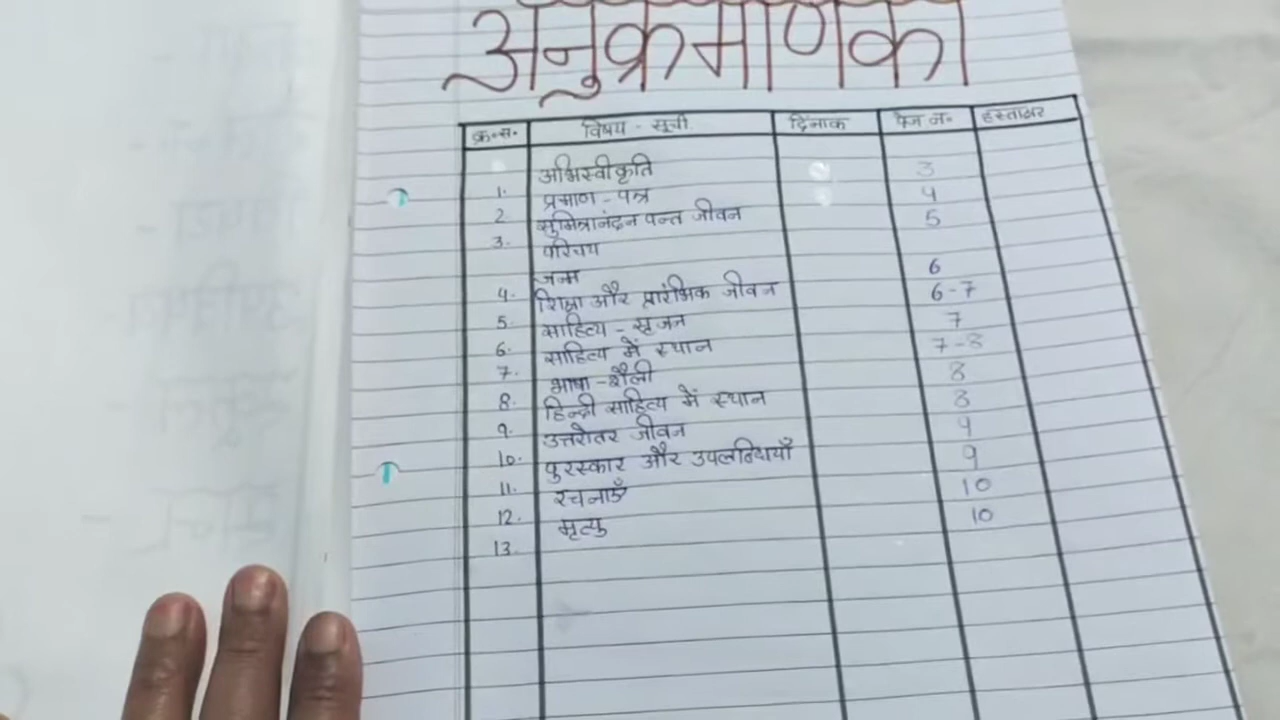 अनुक्रमणिका
क्र.स. विषय - सूची दिनाक पेज न. हस्ताक्षर
1. अभिस्वीकृति 3
2. प्रमाण - पत्र 4
3. सुमित्रानंदन पन्त जीवन 5
परिचय
4. जन्म 6
5. शिक्षा और प्रारंभिक जीवन 6-7
6. साहित्य - सृजन 7
7. साहित्य में स्थान 7-8
8. भाषा - शैली 8
9. हिन्दी साहित्य में स्थान 8
10. उत्तरोतर जीवन 9
11. पुरस्कार और उपलब्धियाँ 9
12. रचनाएँ 10
13. मृत्यु 10